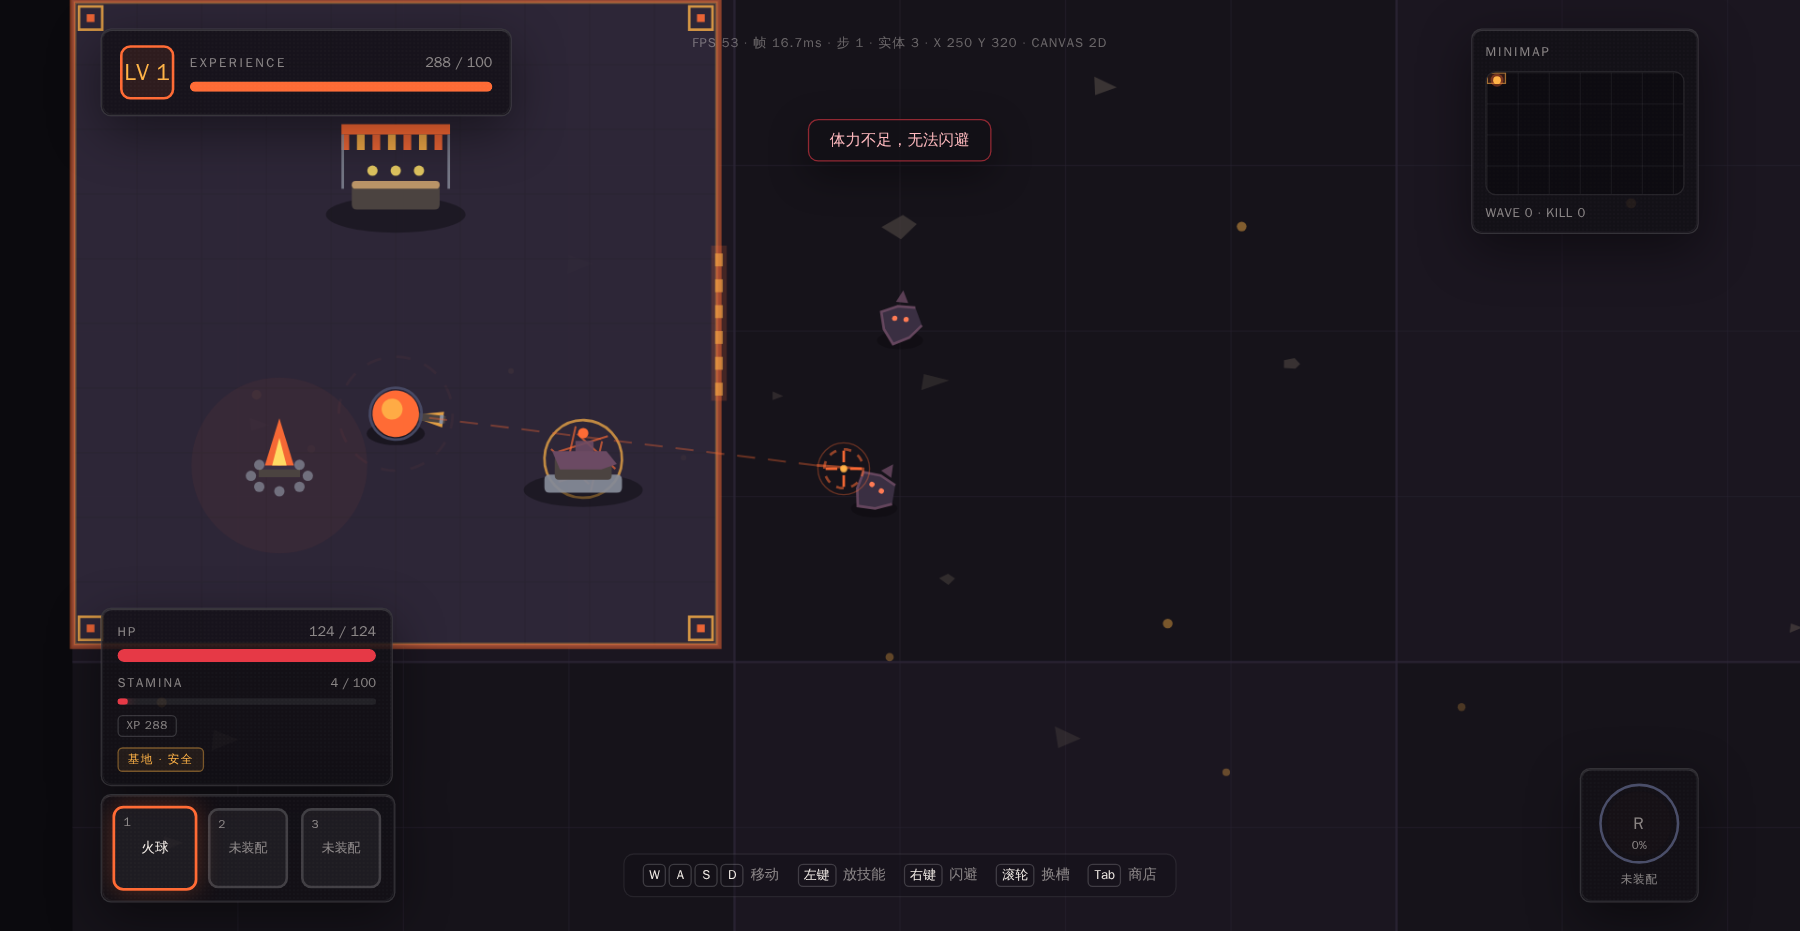 FPS 53 · 帧 16.7ms · 步 1 · 实体 3 · X 250 Y 320 · CANVAS 2D
LV 1
EXPERIENCE 288 / 100
MINIMAP
体力不足，无法闪避
WAVE 0 · KILL 0
HP 124 / 124
STAMINA 4 / 100
XP 288
基地 · 安全
1 火球
2 未装配
3 未装配
W A S D 移动 左键 放技能 右键 闪避 滚轮 换槽 Tab 商店
R
0%
未装配